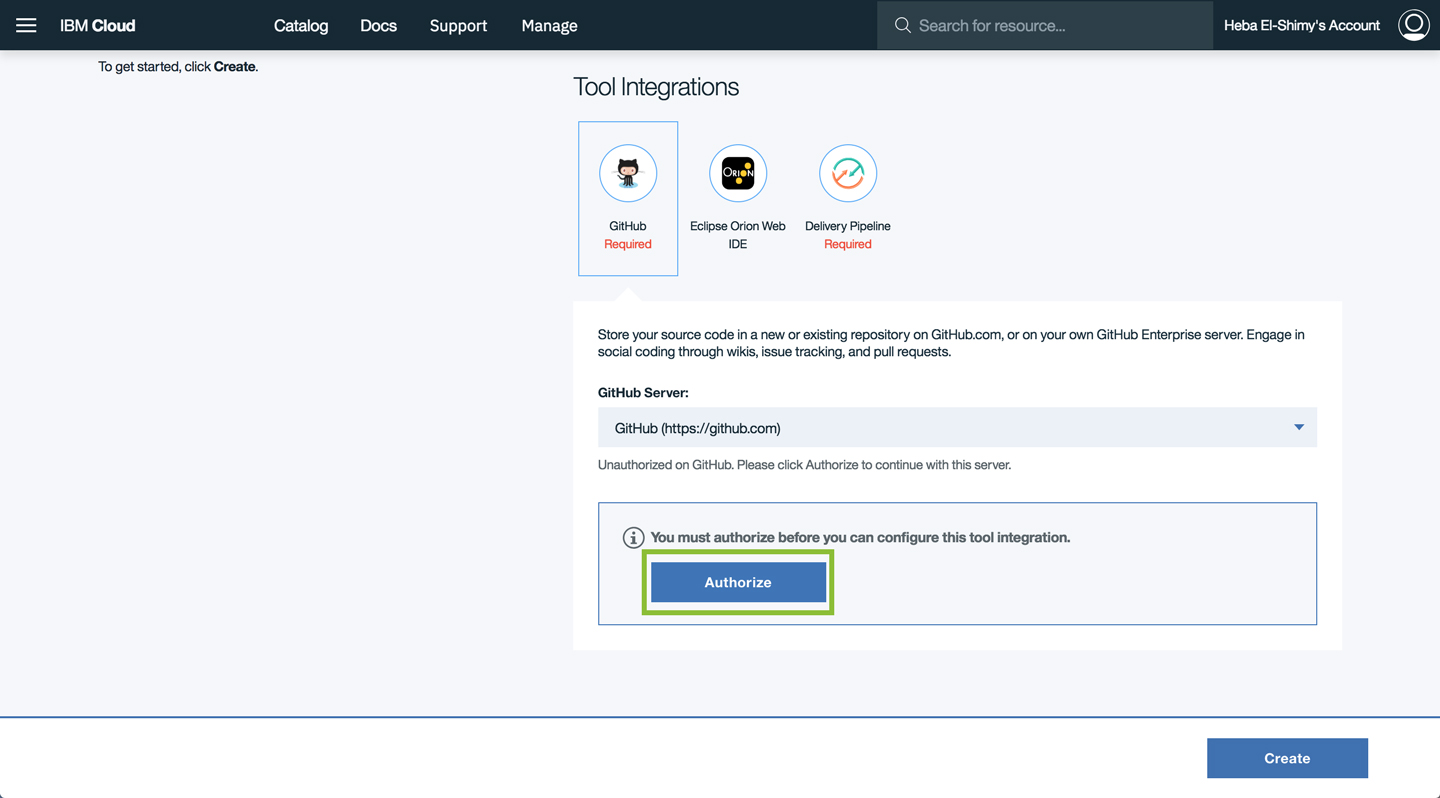 IBM Cloud
Catalog
Docs
Support
Manage
Search for resource...
Heba El-Shimy's Account
To get started, click Create.
Tool Integrations
ORION
GitHub
Required
Eclipse Orion Web
IDE
Delivery Pipeline
Required
Store your source code in a new or existing repository on GitHub.com, or on your own GitHub Enterprise server. Engage in
social coding through wikis, issue tracking, and pull requests.
GitHub Server:
GitHub (https://github.com)
Unauthorized on GitHub. Please click Authorize to continue with this server.
You must authorize before you can configure this tool integration.
Authorize
Create